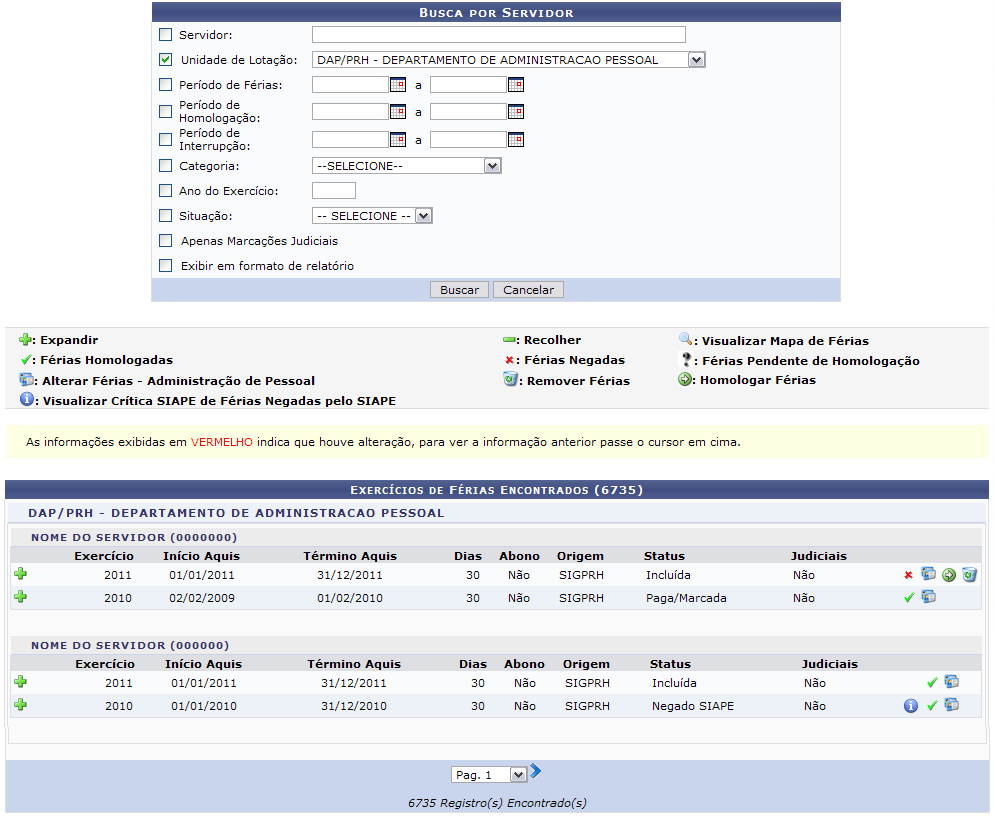 BUSCA POR SERVIDOR
Servidor:
Unidade de Lotação: DAP/PRH - DEPARTAMENTO DE ADMINISTRACAO PESSOAL
Período de Férias: a
Período de
Homologação: a
Período de
Interrupção: a
Categoria: --SELECIONE--
Ano do Exercício:
Situação: -- SELECIONE --
Apenas Marcações Judiciais
Exibir em formato de relatório
Buscar Cancelar
: Expandir : Recolher : Visualizar Mapa de Férias
: Férias Homologadas : Férias Negadas : Férias Pendente de Homologação
: Alterar Férias - Administração de Pessoal : Remover Férias : Homologar Férias
: Visualizar Crítica SIAPE de Férias Negadas pelo SIAPE
As informações exibidas em VERMELHO indica que houve alteração, para ver a informação anterior passe o cursor em cima.
EXERCÍCIOS DE FÉRIAS ENCONTRADOS (6735)
DAP/PRH - DEPARTAMENTO DE ADMINISTRACAO PESSOAL
NOME DO SERVIDOR (0000000)
Exercício Início Aquis Término Aquis Dias Abono Origem Status Judiciais
2011 01/01/2011 31/12/2011 30 Não SIGPRH Incluída Não
2010 02/02/2009 01/02/2010 30 Não SIGPRH Paga/Marcada Não
NOME DO SERVIDOR (000000)
Exercício Início Aquis Término Aquis Dias Abono Origem Status Judiciais
2011 01/01/2011 31/12/2011 30 Não SIGPRH Incluída Não
2010 01/01/2010 31/12/2010 30 Não SIGPRH Negado SIAPE Não
Pag. 1
6735 Registro(s) Encontrado(s)